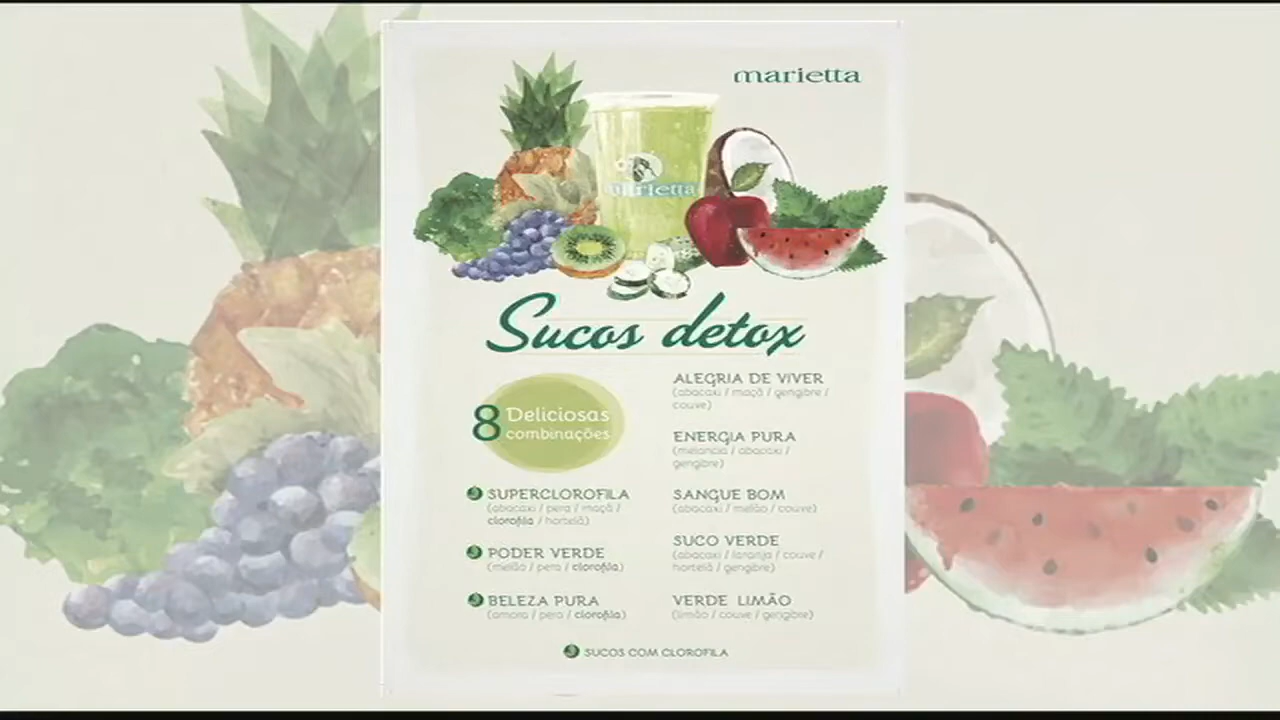 marietta
marietta
Sucos detox
8 Deliciosas
combinações
SUPERCLOROFILA
(abacaxi / pera / maçã /
clorofila / hortelã)
PODER VERDE
(melão / pera / clorofila)
BELEZA PURA
(amora / pera / clorofila)
ALEGRIA DE VIVER
(abacaxi / maçã / gengibre /
couve)
ENERGIA PURA
(melancia / abacaxi /
gengibre)
SANGUE BOM
(abacaxi / melão / couve)
SUCO VERDE
(abacaxi / laranja / couve /
hortelã / gengibre)
VERDE LIMÃO
(limão / couve / gengibre)
SUCOS COM CLOROFILA